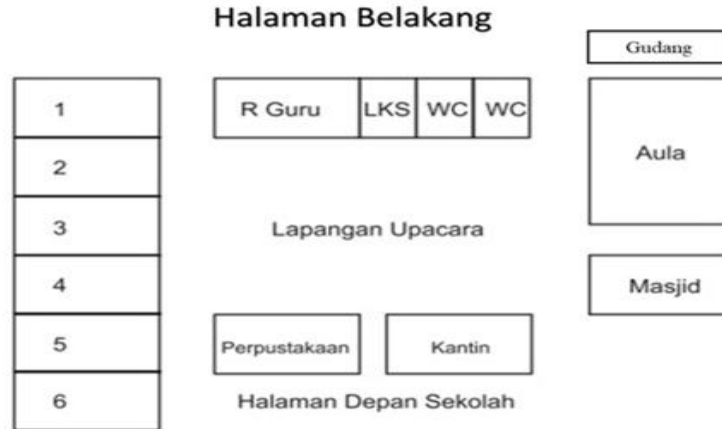 Halaman Belakang
Gudang
1
R Guru
LKS
WC
WC
Aula
2
3
Lapangan Upacara
4
Masjid
5
Perpustakaan
Kantin
6
Halaman Depan Sekolah